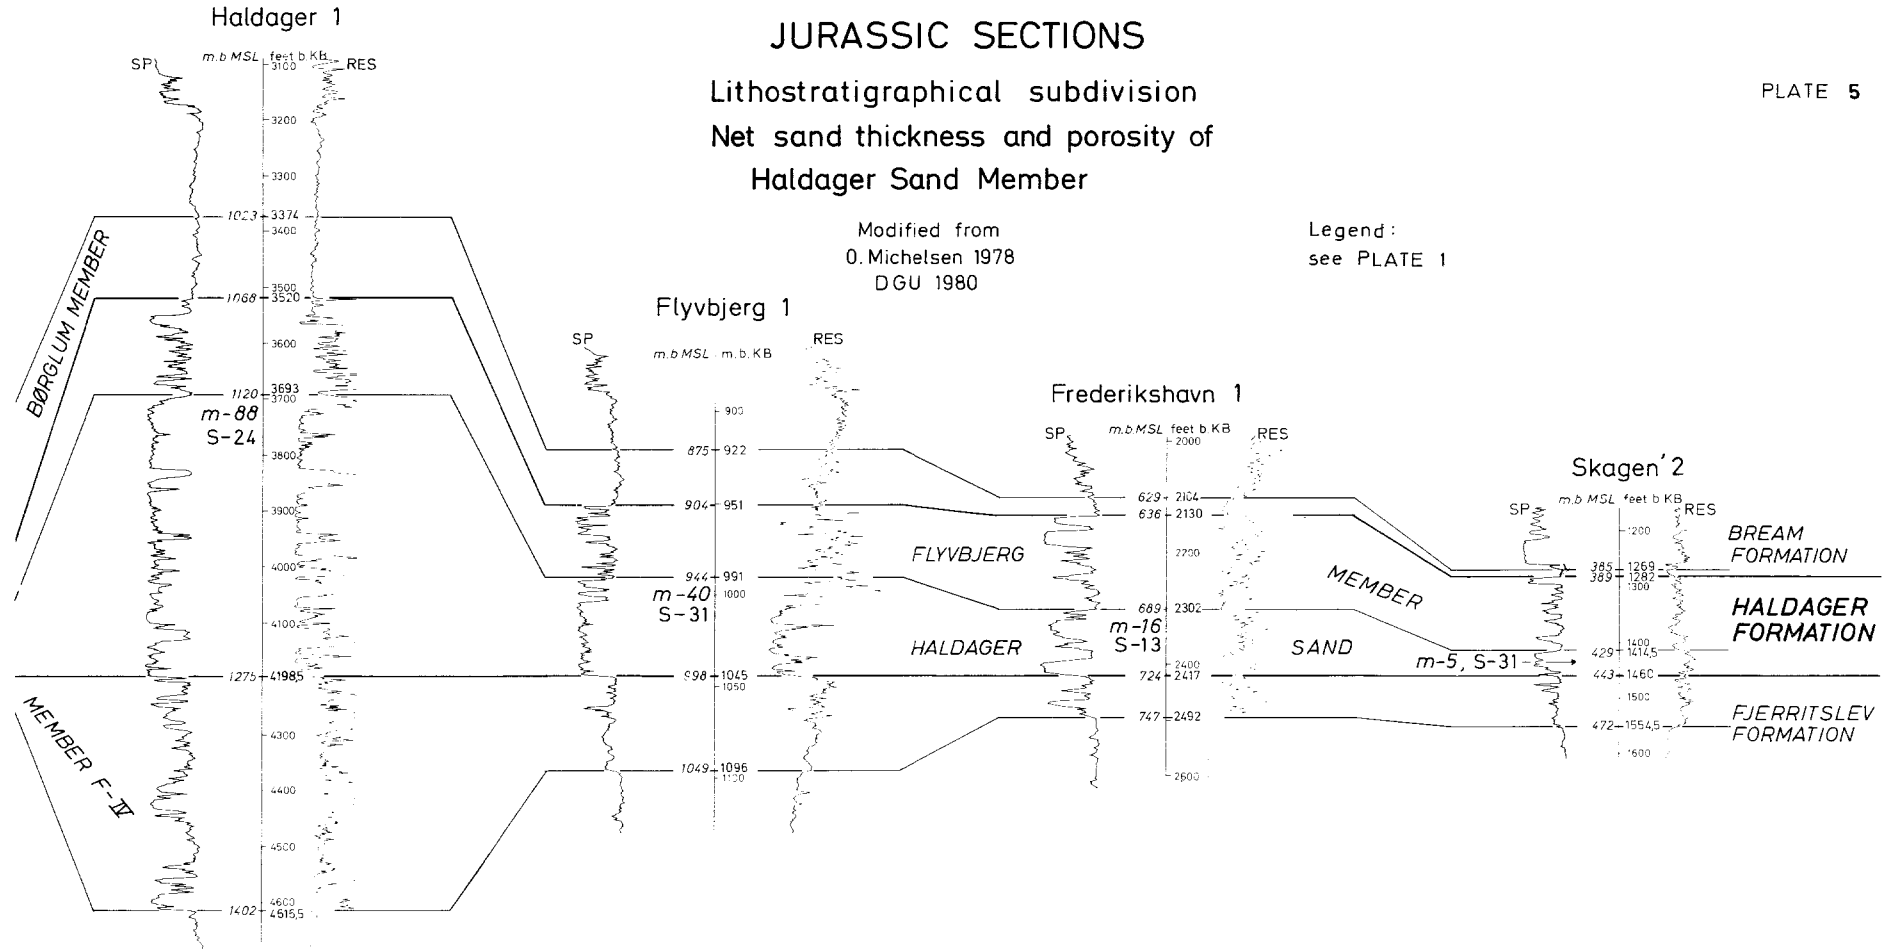 JURASSIC SECTIONS
Lithostratigraphical subdivision
Net sand thickness and porosity of
Haldager Sand Member
PLATE 5
Modified from
O. Michelsen 1978
DGU 1980
Legend:
see PLATE 1
Haldager 1
m.b MSL feet b. KB
SP
RES
3100
3200
3300
1023 3374
3400
3500
1068 3520
3600
1120 3693
3700
m-88
S-24
3800
3900
4000
4100
1275 4198,5
4300
4400
4500
4600
1402 4615,5
BØRGLUM MEMBER
MEMBER F-IV
Flyvbjerg 1
SP
RES
m.b MSL m.b. KB
900
875 922
904 951
944 991
m-40
1000
S-31
998 1045
1050
1049 1096
1100
FLYVBJERG
HALDAGER
Frederikshavn 1
m.b MSL feet b. KB
SP
RES
2000
629 2104
636 2130
2200
689 2302
m-16
S-13
2400
724 2417
747 2492
2600
MEMBER
SAND
Skagen 2
m.b MSL feet b. KB
SP
RES
1200
385 1269
389 1282
1300
1400
429 1414,5
m-5, S-31
443 1460
1500
472 1554,5
1600
BREAM
FORMATION
HALDAGER
FORMATION
FJERRITSLEV
FORMATION